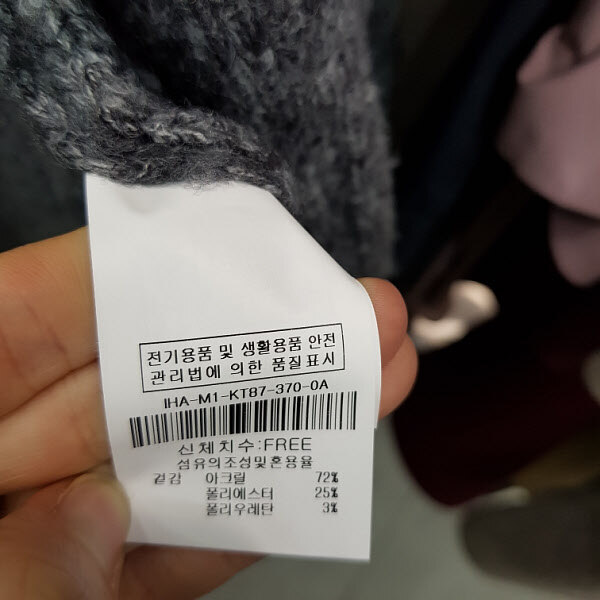 전기용품 및 생활용품 안전
관리법에 의한 품질표시
IHA-M1-KT87-370-0A
신체치수:FREE
섬유의조성및혼용율
겉감 아크릴 72%
폴리에스터 25%
폴리우레탄 3%